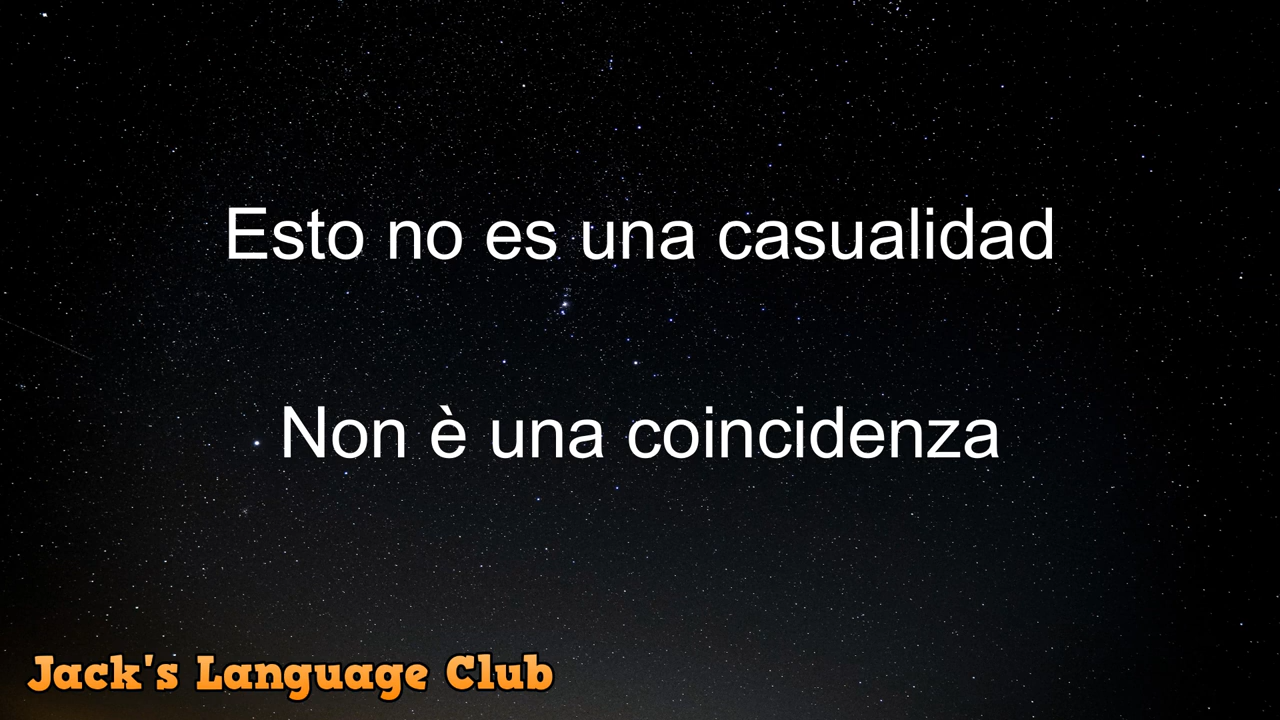 Esto no es una casualidad
Non è una coincidenza
Jack's Language Club